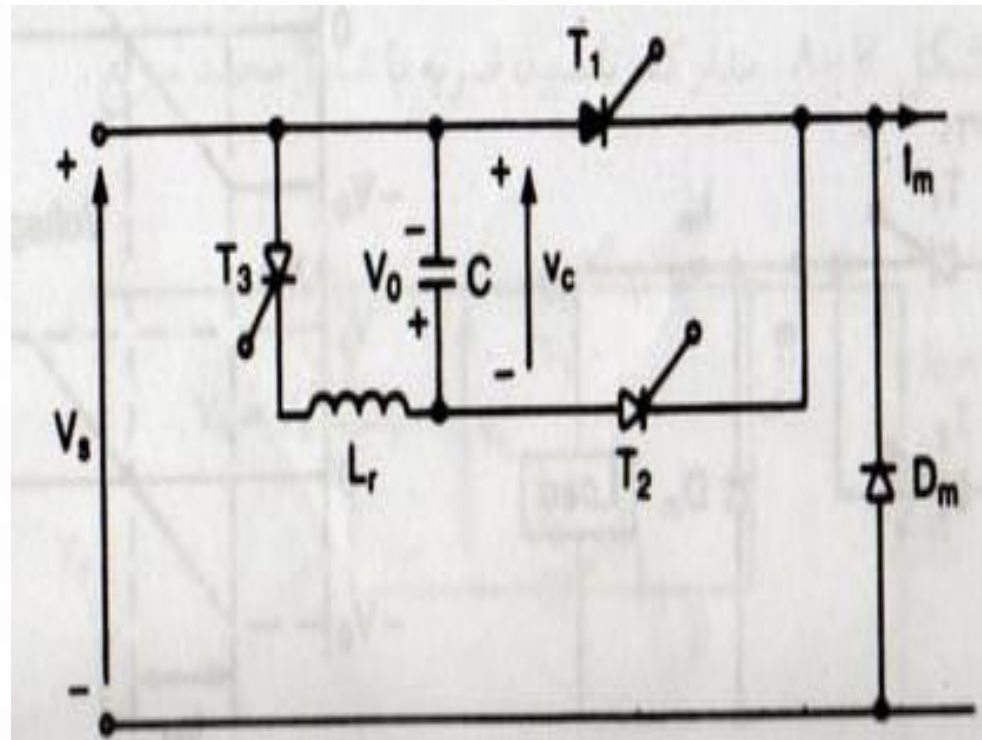 T₁
+
Iₘ
+
-
T₃
V₀
C
v꜀
+
-
Vₛ
Lᵣ
T₂
Dₘ
-